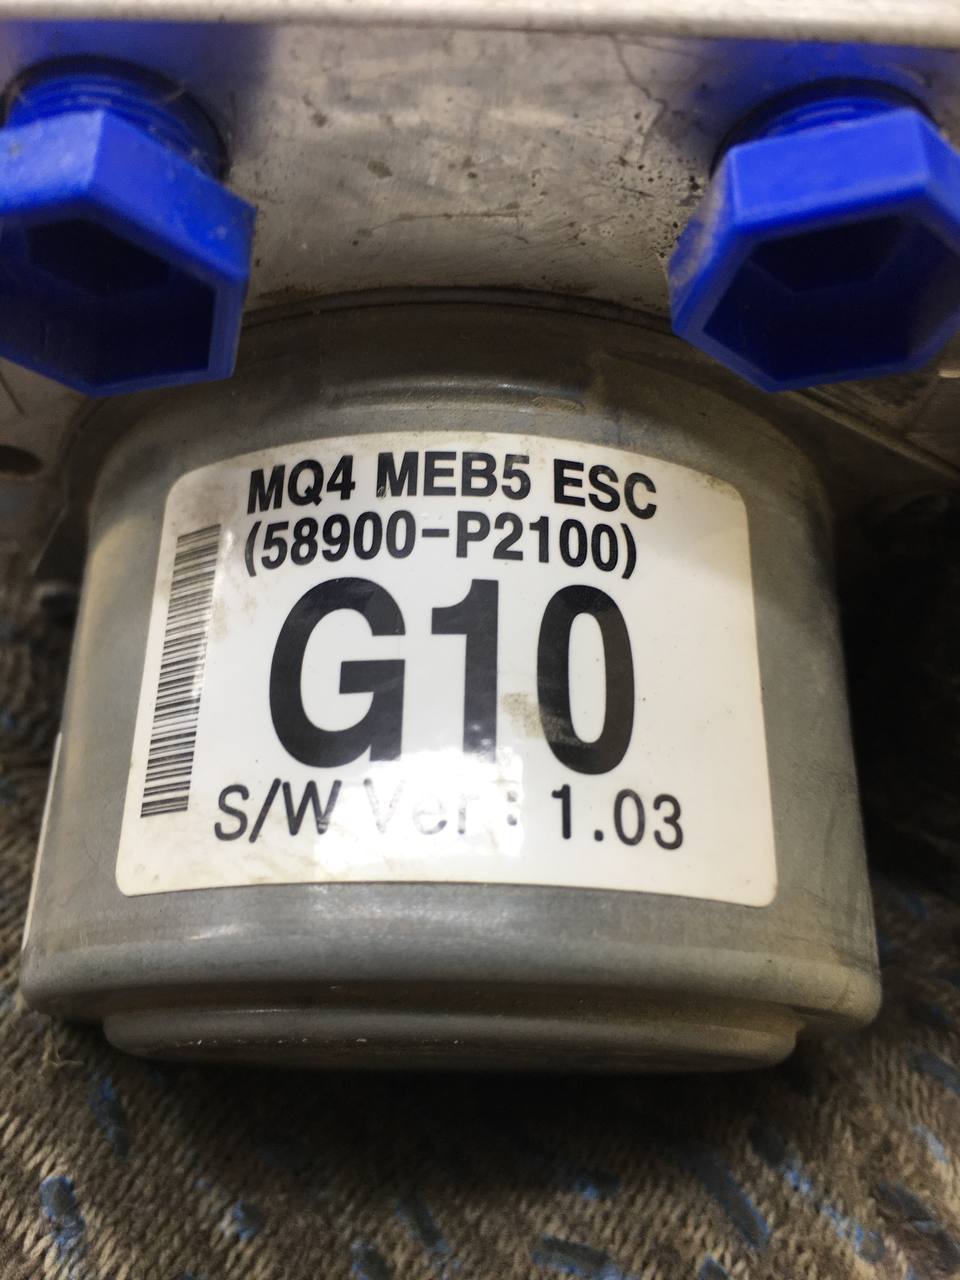 MQ4 MEB5 ESC
(58900-P2100)
G10
S/W Ver : 1.03